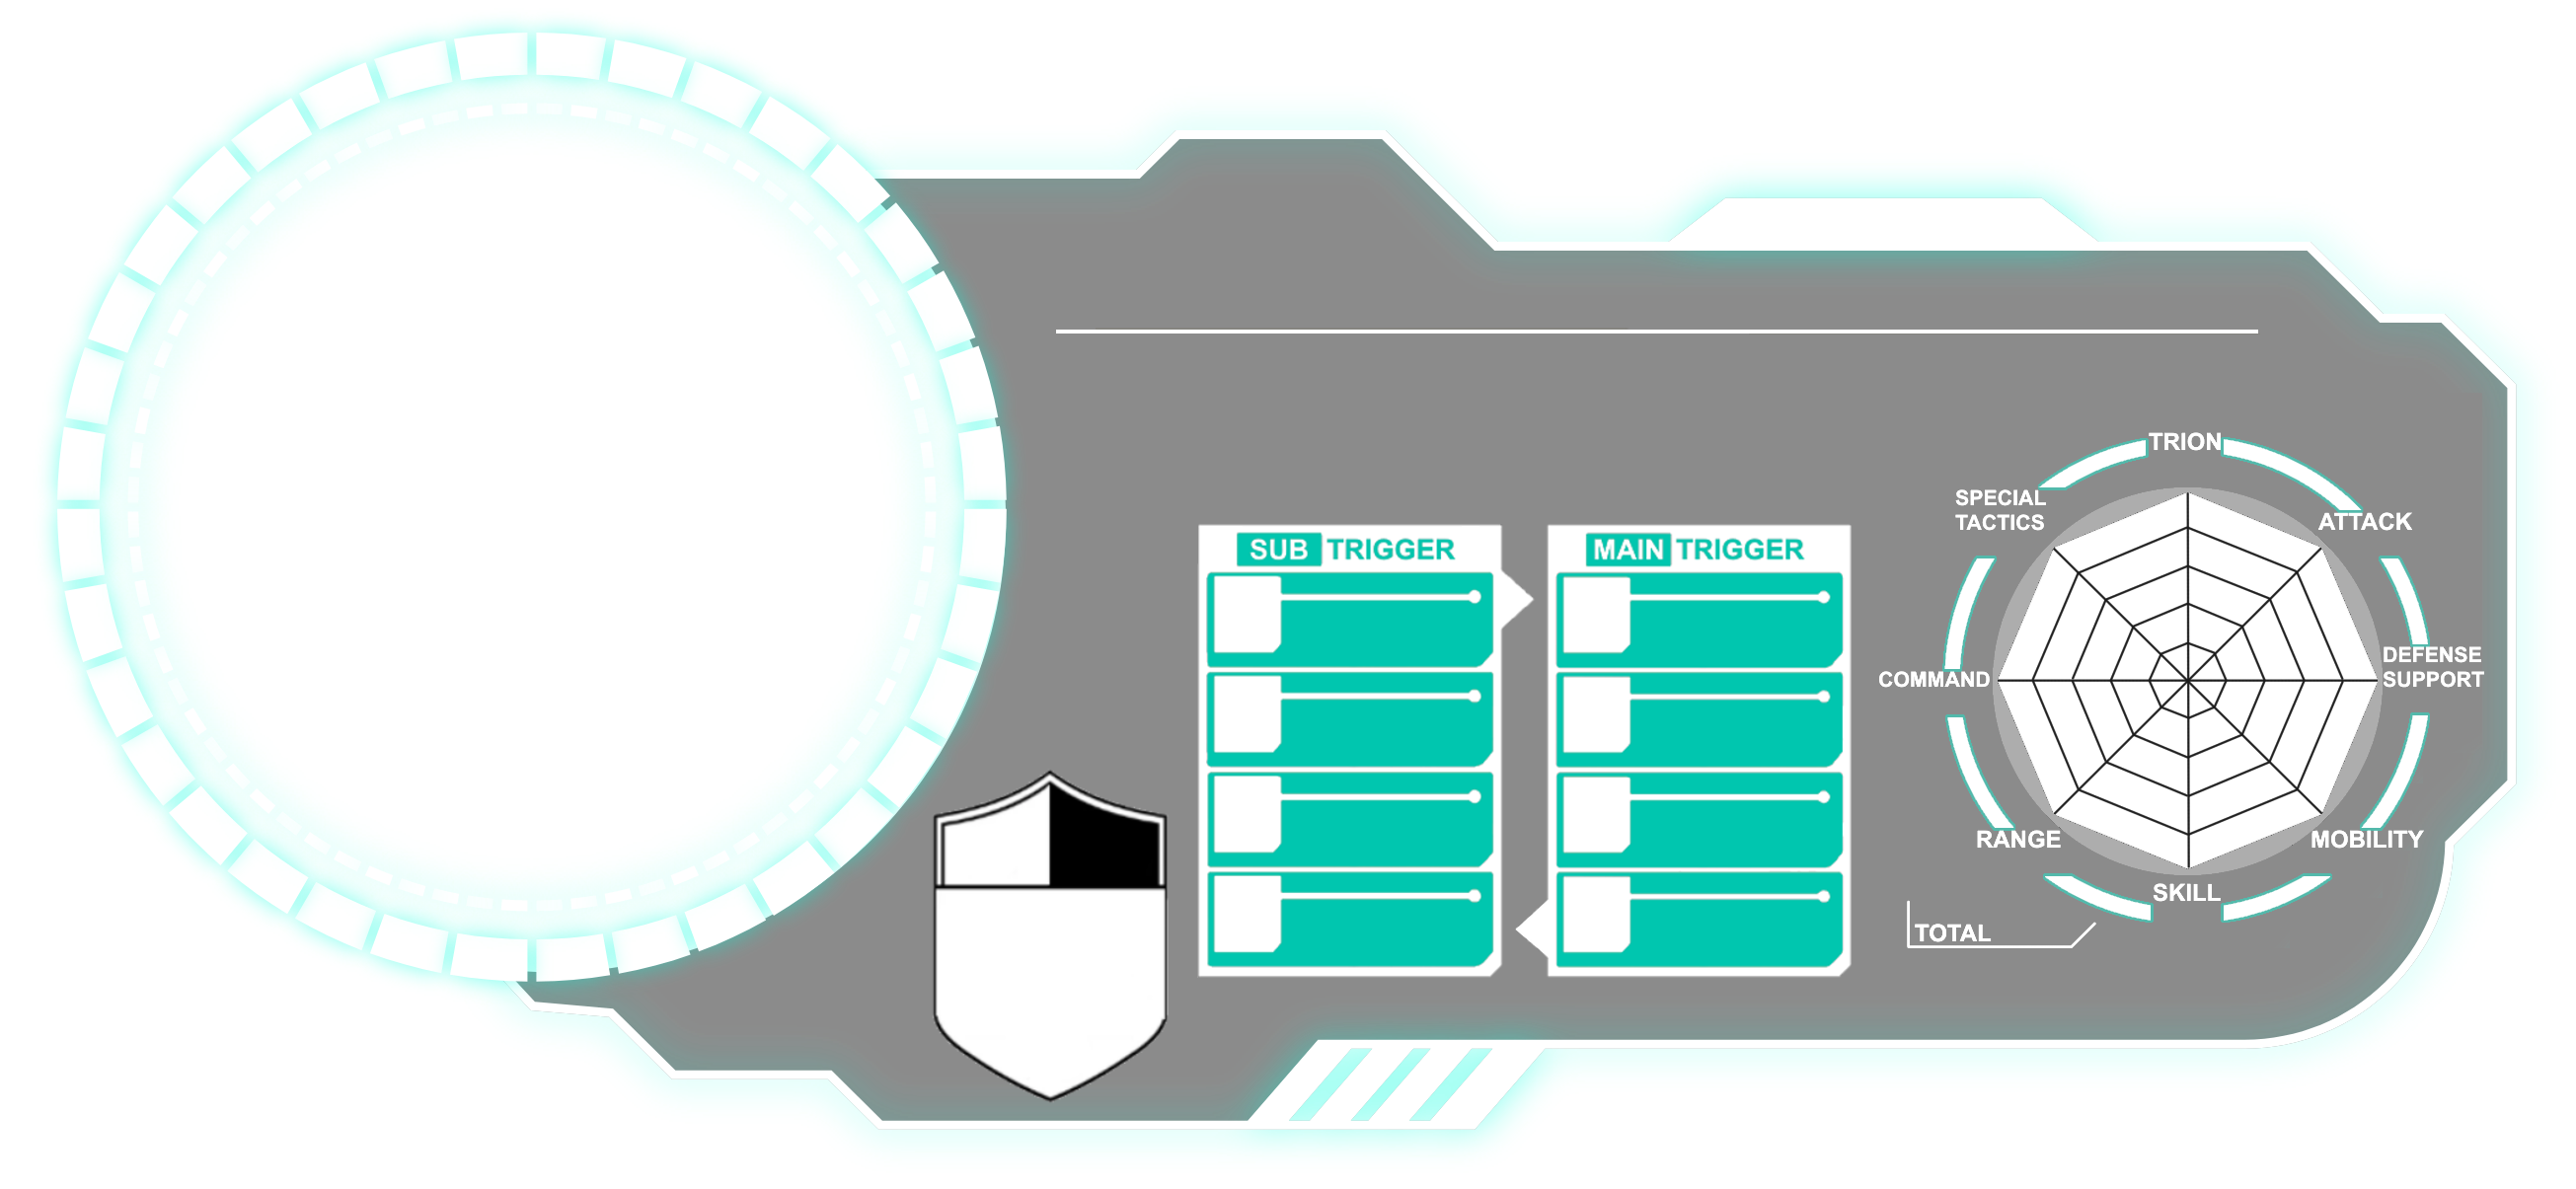 SUB TRIGGER
MAIN TRIGGER
TRION
SPECIAL
TACTICS
ATTACK
COMMAND
DEFENSE
SUPPORT
RANGE
MOBILITY
SKILL
TOTAL